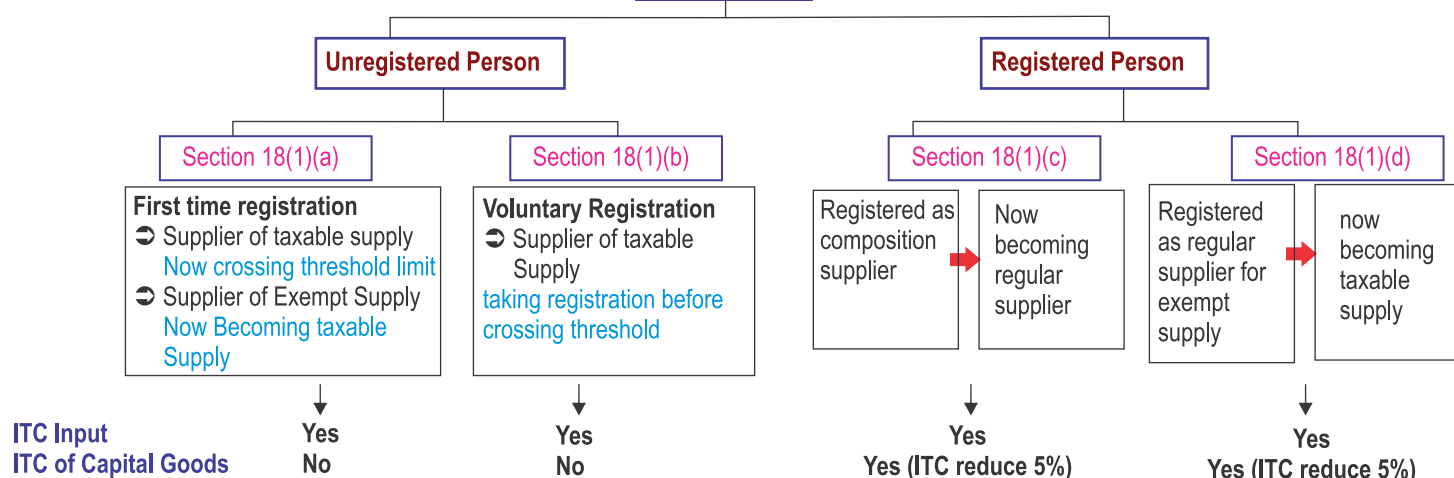 Unregistered Person
Registered Person
Section 18(1)(a)
Section 18(1)(b)
Section 18(1)(c)
Section 18(1)(d)
First time registration
➲ Supplier of taxable supply
Now crossing threshold limit
➲ Supplier of Exempt Supply
Now Becoming taxable
Supply
Voluntary Registration
➲ Supplier of taxable
Supply
taking registration before
crossing threshold
Registered as
composition
supplier
Now
becoming
regular
supplier
Registered
as regular
supplier for
exempt
supply
now
becoming
taxable
supply
ITC Input Yes Yes Yes Yes
ITC of Capital Goods No No Yes (ITC reduce 5%) Yes (ITC reduce 5%)